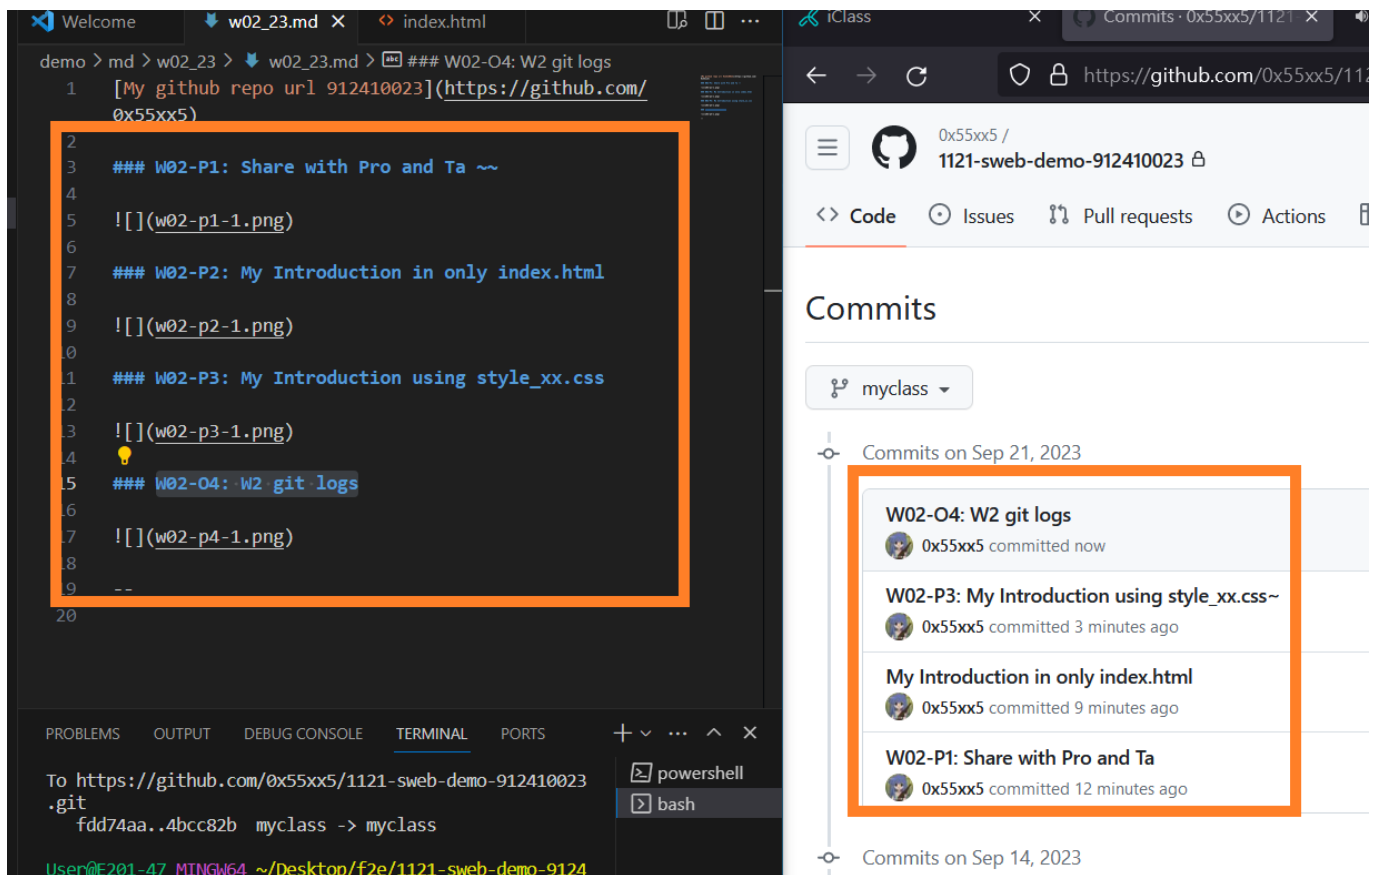 Welcome
w02_23.md
index.html
demo > md > w02_23 > w02_23.md > ### W02-O4: W2 git logs
1 [My github repo url 912410023](https://github.com/
0x55xx5)
2
3 ### W02-P1: Share with Pro and Ta ~~
4
5 ![](w02-p1-1.png)
6
7 ### W02-P2: My Introduction in only index.html
8
9 ![](w02-p2-1.png)
10
11 ### W02-P3: My Introduction using style_xx.css
12
13 ![](w02-p3-1.png)
14
15 ### W02-O4: W2 git logs
16
17 ![](w02-p4-1.png)
18
19 --
20
PROBLEMS OUTPUT DEBUG CONSOLE TERMINAL PORTS
To https://github.com/0x55xx5/1121-sweb-demo-912410023
.git
fdd74aa..4bcc82b myclass -> myclass
User@E201-47 MINGW64 ~/Desktop/f2e/1121-sweb-demo-9124
powershell
bash
iClass
Commits · 0x55xx5/1121-
https://github.com/0x55xx5/112
0x55xx5 /
1121-sweb-demo-912410023
Code Issues Pull requests Actions
Commits
myclass
Commits on Sep 21, 2023
W02-O4: W2 git logs
0x55xx5 committed now
W02-P3: My Introduction using style_xx.css~
0x55xx5 committed 3 minutes ago
My Introduction in only index.html
0x55xx5 committed 9 minutes ago
W02-P1: Share with Pro and Ta
0x55xx5 committed 12 minutes ago
Commits on Sep 14, 2023